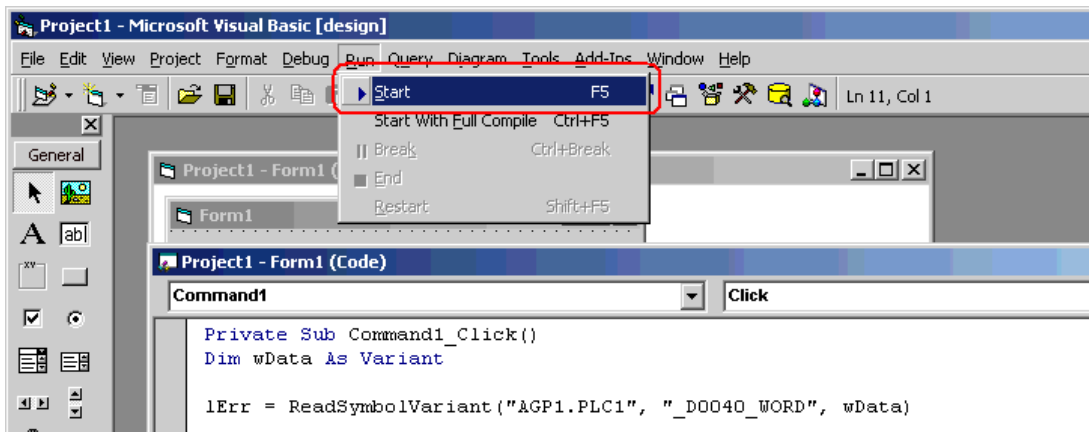 Project1 - Microsoft Visual Basic [design]
File Edit View Project Format Debug Run Query Diagram Tools Add-Ins Window Help
Ln 11, Col 1
Start F5
Start With Full Compile Ctrl+F5
Break Ctrl+Break
End
Restart Shift+F5
General
A ab
XY
Project1 - Form1 (
Form1
Project1 - Form1 (Code)
Command1 Click
Private Sub Command1_Click()
Dim wData As Variant
lErr = ReadSymbolVariant("AGP1.PLC1", "_D0040_WORD", wData)